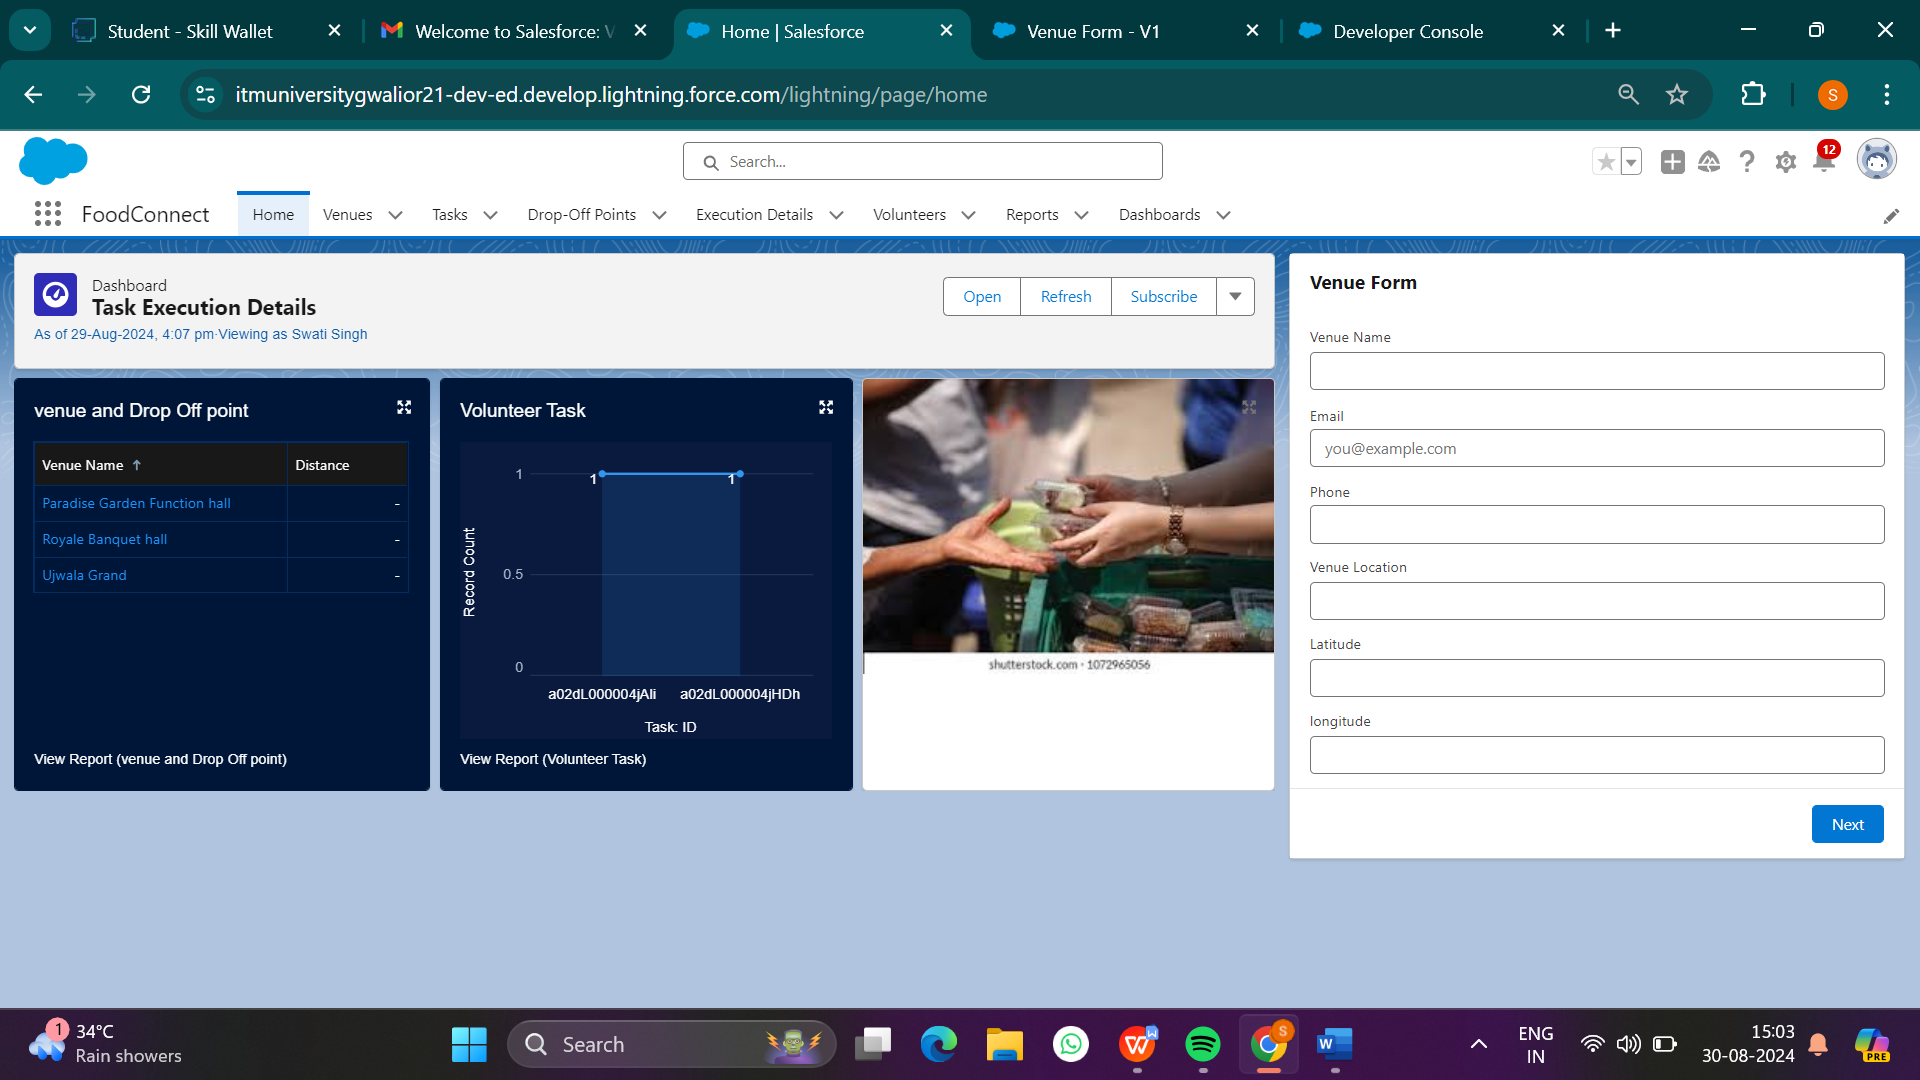 Student - Skill Wallet
Welcome to Salesforce: V
Home | Salesforce
Venue Form - V1
Developer Console
itmuniversitygwalior21-dev-ed.develop.lightning.force.com/lightning/page/home
S
Search...
12
FoodConnect
Home
Venues
Tasks
Drop-Off Points
Execution Details
Volunteers
Reports
Dashboards
Dashboard
Task Execution Details
As of 29-Aug-2024, 4:07 pm·Viewing as Swati Singh
Open
Refresh
Subscribe
venue and Drop Off point
Venue Name ↑
Distance
Paradise Garden Function hall
-
Royale Banquet hall
-
Ujwala Grand
-
View Report (venue and Drop Off point)
Volunteer Task
Record Count
1
0.5
0
1
1
a02dL000004jAli
a02dL000004jHDh
Task: ID
View Report (Volunteer Task)
shutterstock.com · 1072965056
Venue Form
Venue Name
Email
you@example.com
Phone
Venue Location
Latitude
longitude
Next
1
34°C
Rain showers
Search
S
W
ENG
IN
15:03
30-08-2024
PRE